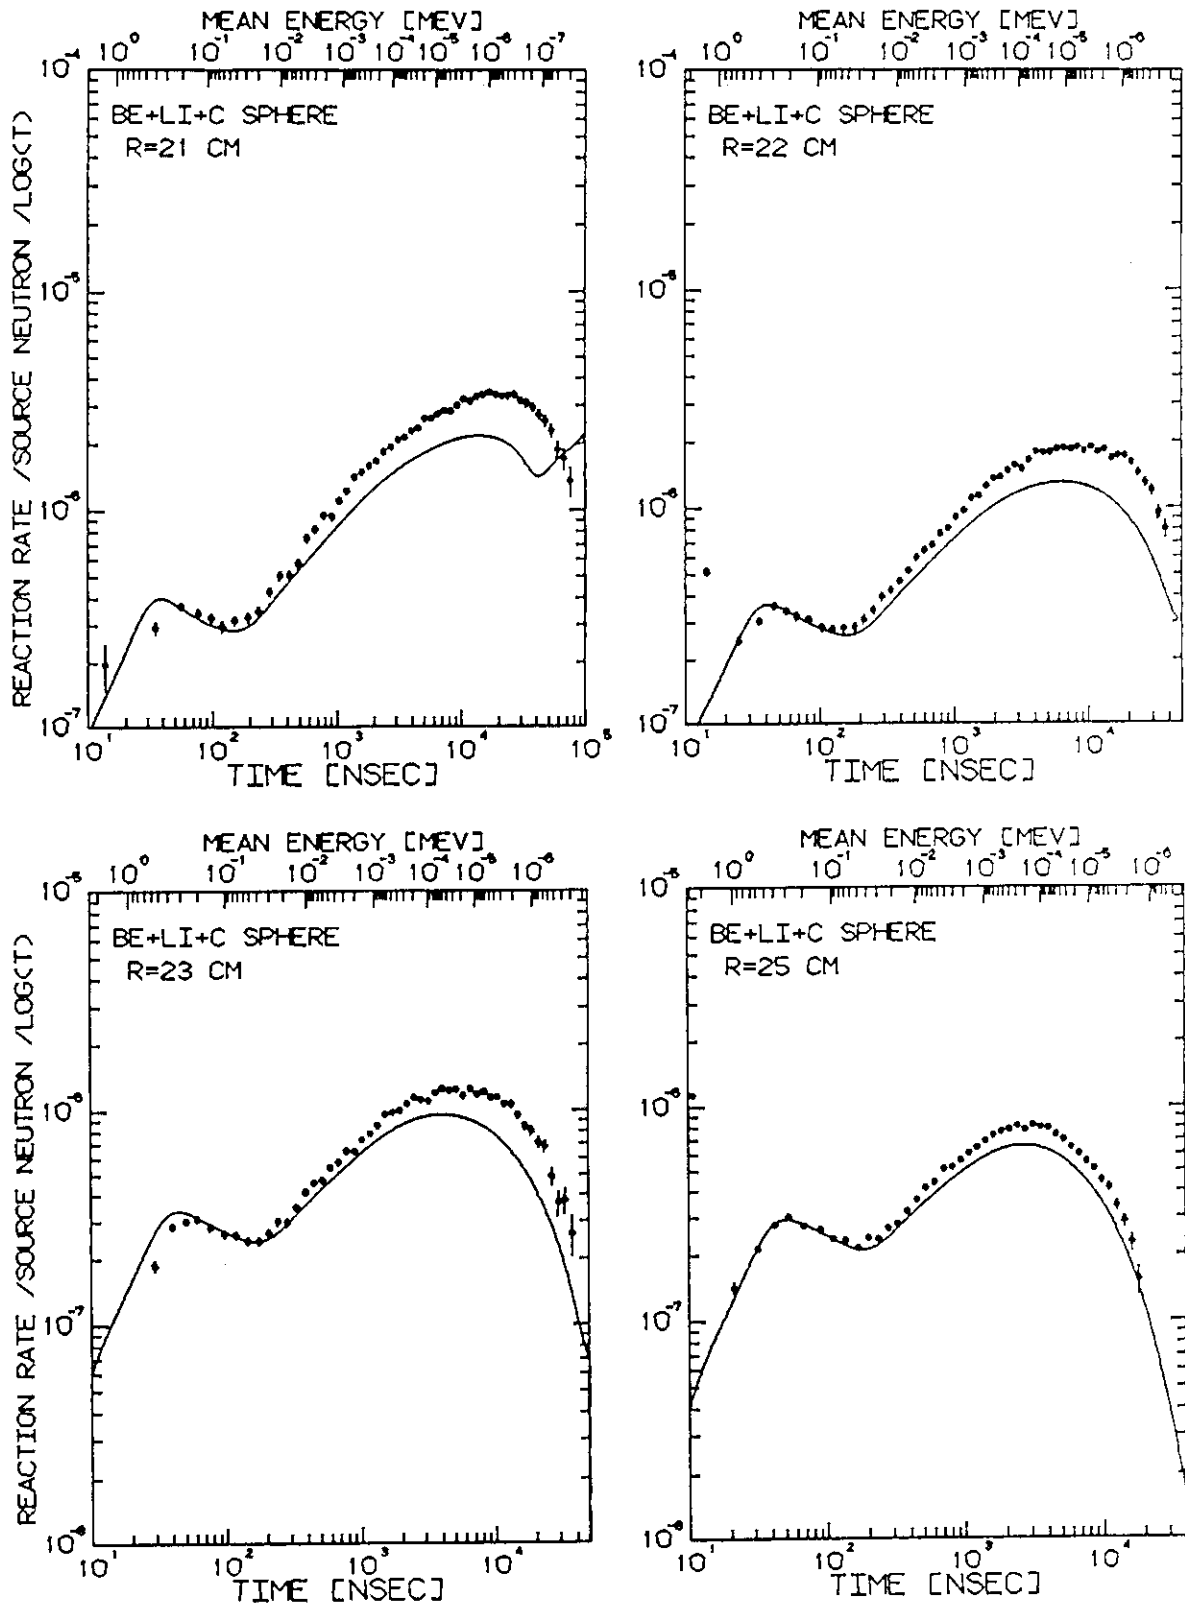 MEAN ENERGY [MEV]
10⁰ 10⁻¹ 10⁻² 10⁻³ 10⁻⁴ 10⁻⁵ 10⁻⁶ 10⁻⁷
10⁻⁴
BE+LI+C SPHERE
R=21 CM
10⁻⁵
10⁻⁶
10⁻⁷
10¹ 10² 10³ 10⁴ 10⁵
TIME [NSEC]
REACTION RATE /SOURCE NEUTRON /LOG(T)
MEAN ENERGY [MEV]
10⁰ 10⁻¹ 10⁻² 10⁻³ 10⁻⁴ 10⁻⁵ 10⁻⁶
10⁻⁴
BE+LI+C SPHERE
R=22 CM
10⁻⁵
10⁻⁶
10⁻⁷
10¹ 10² 10³ 10⁴
TIME [NSEC]
MEAN ENERGY [MEV]
10⁰ 10⁻¹ 10⁻² 10⁻³ 10⁻⁴ 10⁻⁵ 10⁻⁶
10⁻⁵
BE+LI+C SPHERE
R=23 CM
10⁻⁶
10⁻⁷
10⁻⁸
10¹ 10² 10³ 10⁴
TIME [NSEC]
REACTION RATE /SOURCE NEUTRON /LOG(T)
MEAN ENERGY [MEV]
10⁰ 10⁻¹ 10⁻² 10⁻³ 10⁻⁴ 10⁻⁵ 10⁻⁶
10⁻⁵
BE+LI+C SPHERE
R=25 CM
10⁻⁶
10⁻⁷
10⁻⁸
10¹ 10² 10³ 10⁴
TIME [NSEC]